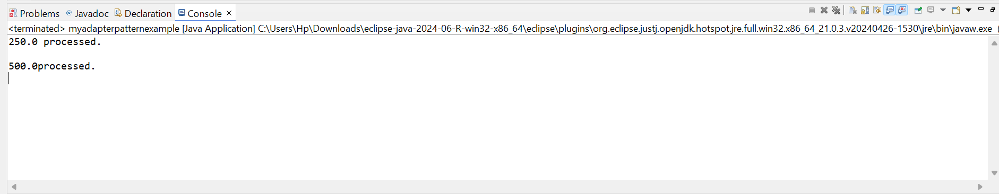 Problems @ Javadoc Declaration Console
<terminated> myadapterpatternexample [Java Application] C:\Users\Hp\Downloads\eclipse-java-2024-06-R-win32-x86_64\eclipse\plugins\org.eclipse.justj.openjdk.hotspot.jre.full.win32.x86_64_21.0.3.v20240426-1530\jre\bin\javaw.exe (
250.0 processed.
500.0processed.